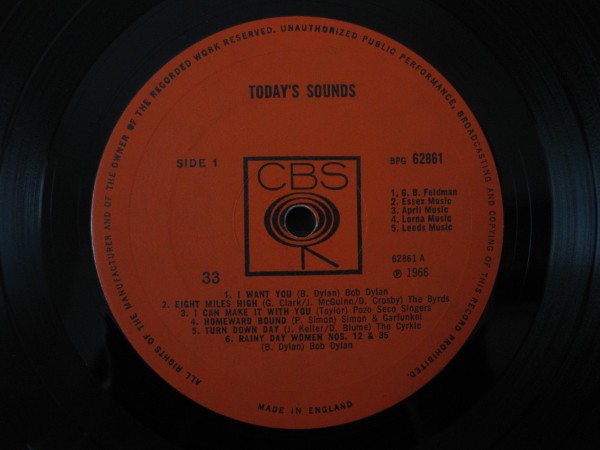 ALL RIGHTS OF THE MANUFACTURER AND OF THE OWNER OF THE RECORDED WORK RESERVED. UNAUTHORIZED PUBLIC PERFORMANCE, BROADCASTING AND COPYING OF THIS RECORD PROHIBITED.
TODAY'S SOUNDS
SIDE 1
BPG 62861
CBS
1, 6. B. Feldman
2. Essex Music
3. April Music
4. Lorna Music
5. Leeds Music
62861 A
33
℗ 1966
1. I WANT YOU (B. Dylan) Bob Dylan
2. EIGHT MILES HIGH (G. Clark/J. McGuinn/D. Crosby) The Byrds
3. I CAN MAKE IT WITH YOU (Taylor) Pozo Seco Singers
4. HOMEWARD BOUND (P. Simon) Simon & Garfunkel
5. TURN DOWN DAY (J. Keller/D. Blume) The Cyrkle
6. RAINY DAY WOMEN NOS. 12 & 35
(B. Dylan) Bob Dylan
MADE IN ENGLAND